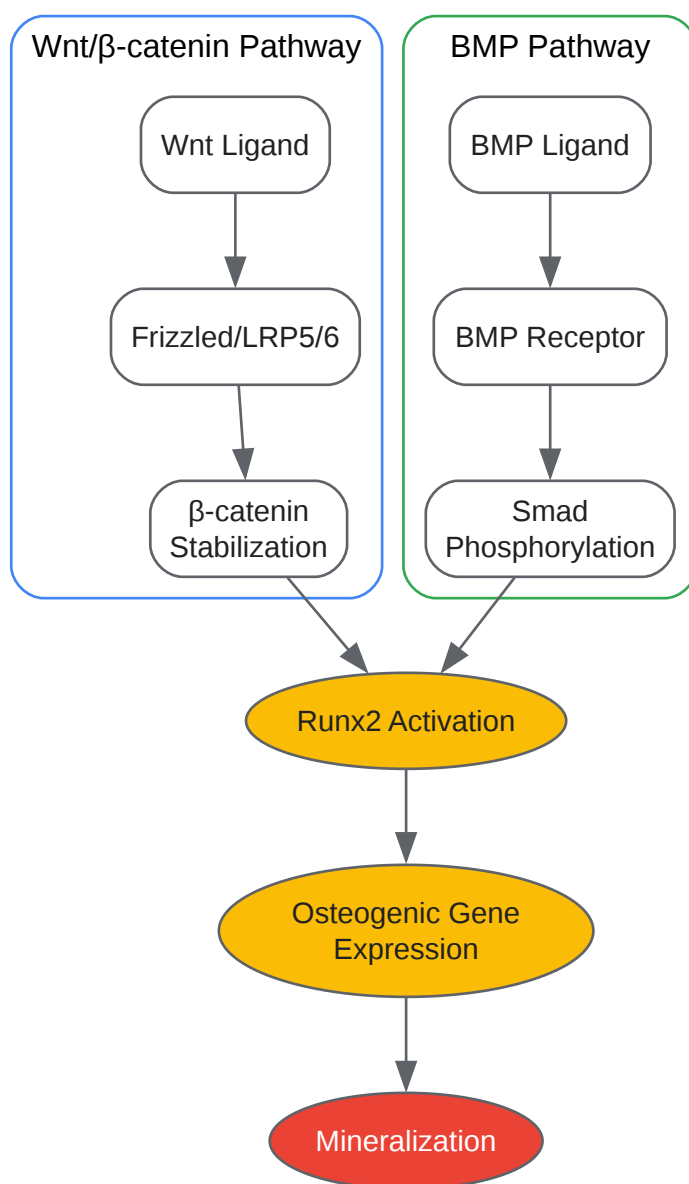 Wnt/β-catenin Pathway
Wnt Ligand
Frizzled/LRP5/6
β-catenin
Stabilization
BMP Pathway
BMP Ligand
BMP Receptor
Smad
Phosphorylation
Runx2 Activation
Osteogenic Gene
Expression
Mineralization